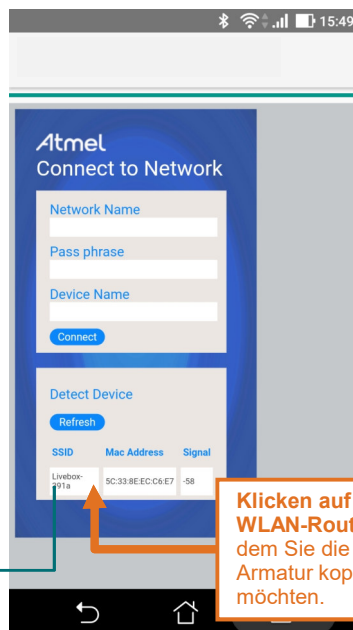 15:49
Atmel
Connect to Network
Network Name
Pass phrase
Device Name
Connect
Detect Device
Refresh
SSID Mac Address Signal
Livebox-
391a
5C:33:8E:EC:C6:E7 -58
Klicken auf
WLAN-Rout
dem Sie die
Armatur kop
möchten.